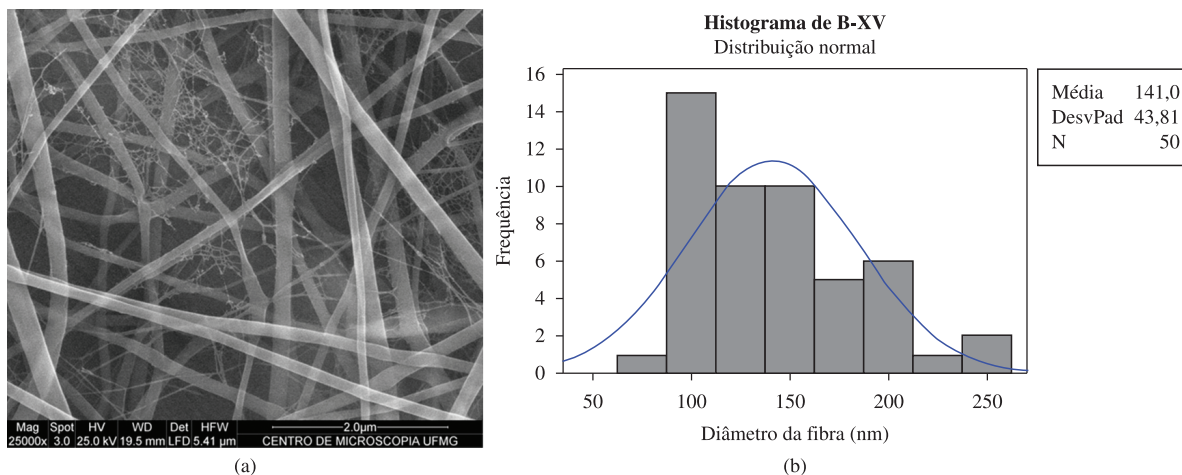 Mag Spot HV WD Det HFW 2.0µm
25000x 3.0 25.0 kV 19.5 mm LFD 5.41 µm CENTRO DE MICROSCOPIA UFMG
(a)
Histograma de B-XV
Distribuição normal
16
14
12
10
8
6
4
2
0
Frequência
50 100 150 200 250
Diâmetro da fibra (nm)
Média 141,0
DesvPad 43,81
N 50
(b)